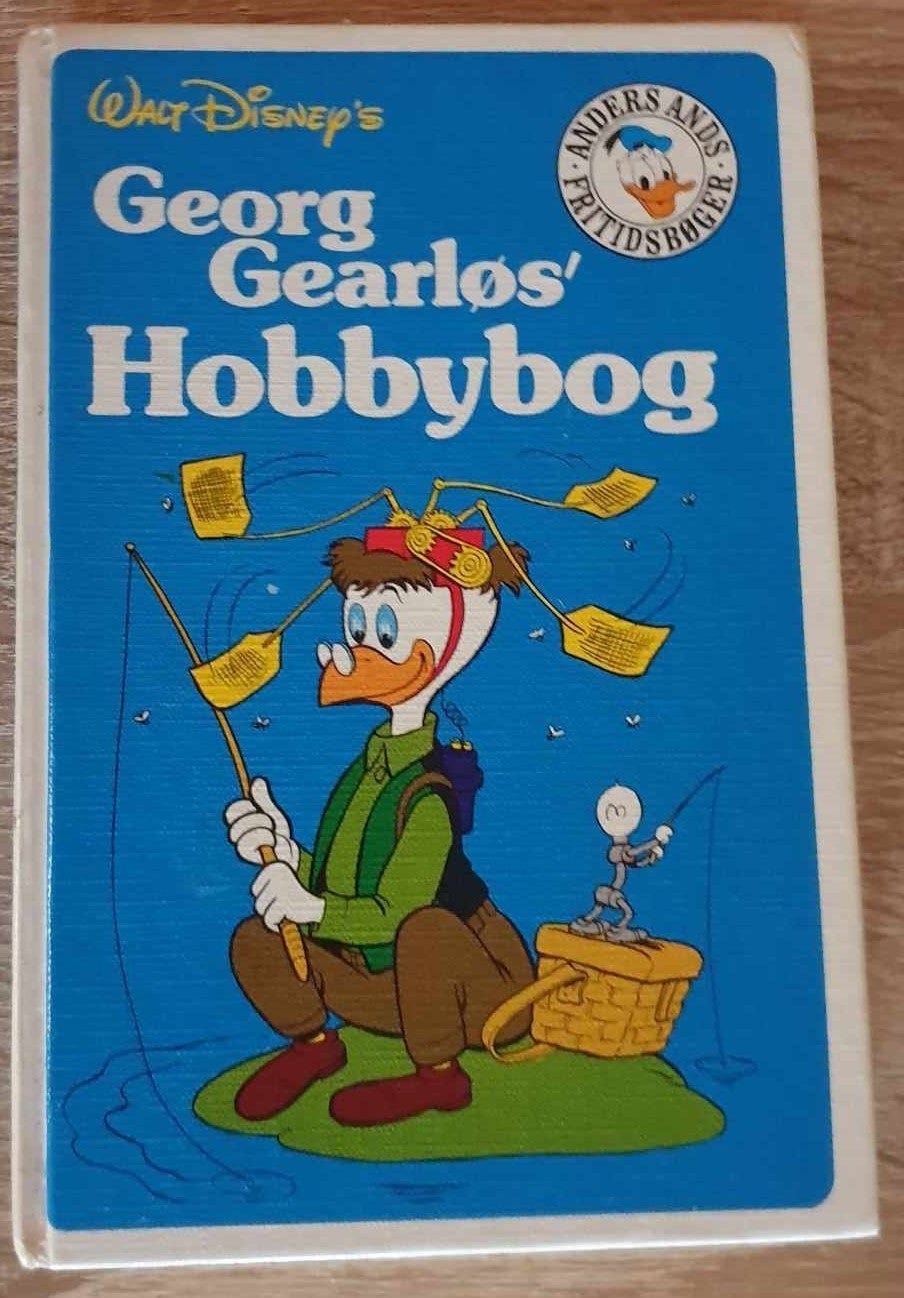 Walt Disney's
Georg
Gearløs'
Hobbybog
· ANDERS ANDS ·
FRITIDSBØGER